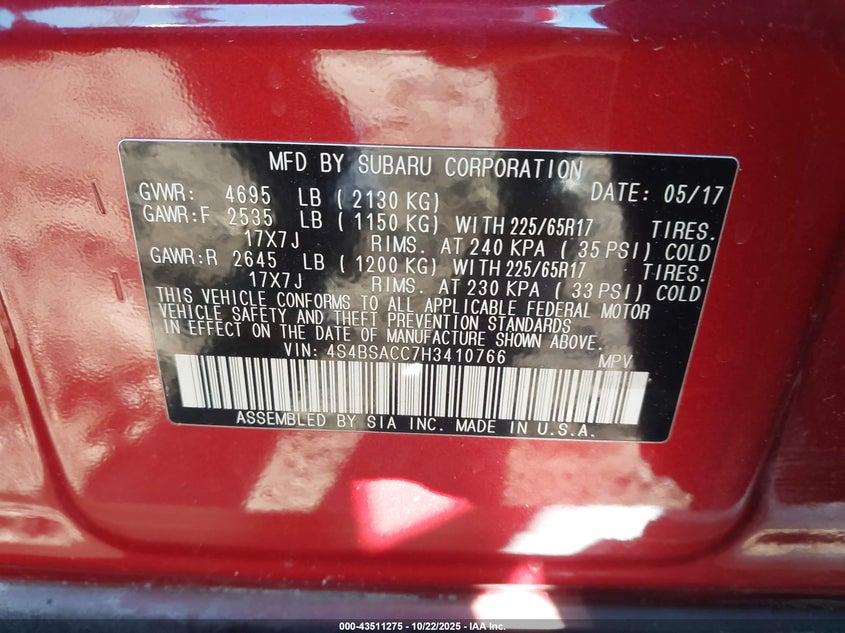 MFD BY SUBARU CORPORATION
GVWR: 4695 LB ( 2130 KG) DATE: 05/17
GAWR:F 2535 LB ( 1150 KG) WITH 225/65R17 TIRES.
17X7J RIMS. AT 240 KPA ( 35 PSI) COLD
GAWR:R 2645 LB ( 1200 KG) WITH 225/65R17 TIRES.
17X7J RIMS. AT 230 KPA ( 33 PSI) COLD
THIS VEHICLE CONFORMS TO ALL APPLICABLE FEDERAL MOTOR
VEHICLE SAFETY AND THEFT PREVENTION STANDARDS
IN EFFECT ON THE DATE OF MANUFACTURE SHOWN ABOVE.
VIN: 4S4BSACC7H3410766 MPV
ASSEMBLED BY SIA INC. MADE IN U.S.A.
000-43511275 - 10/22/2025 - IAA Inc.